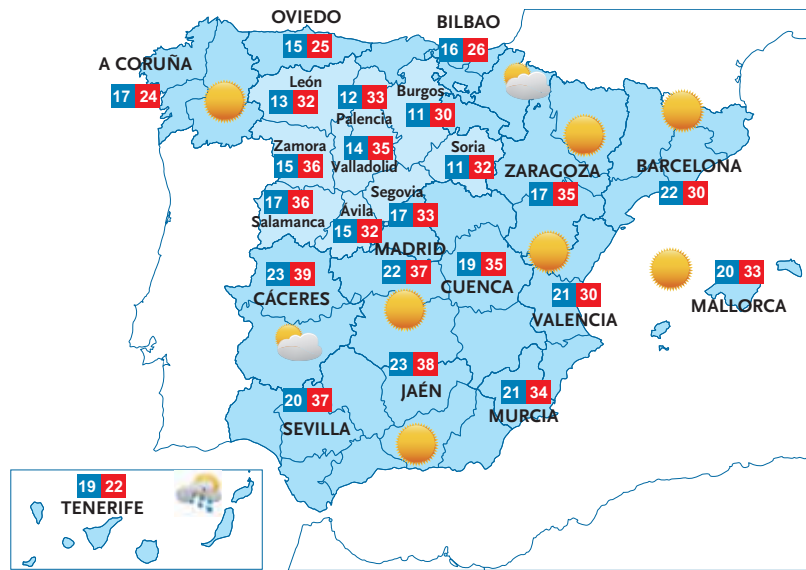 OVIEDO
15 25
BILBAO
16 26
A CORUÑA
17 24
León
13 32
12 33
Palencia
Burgos
11 30
Zamora
15 36
14 35
Valladolid
Soria
11 32
ZARAGOZA
17 35
BARCELONA
22 30
17 36
Salamanca
Segovia
17 33
Ávila
15 32
MADRID
22 37
23 39
CÁCERES
19 35
CUENCA
21 30
VALENCIA
20 33
MALLORCA
23 38
JAÉN
20 37
SEVILLA
21 34
MURCIA
19 22
TENERIFE